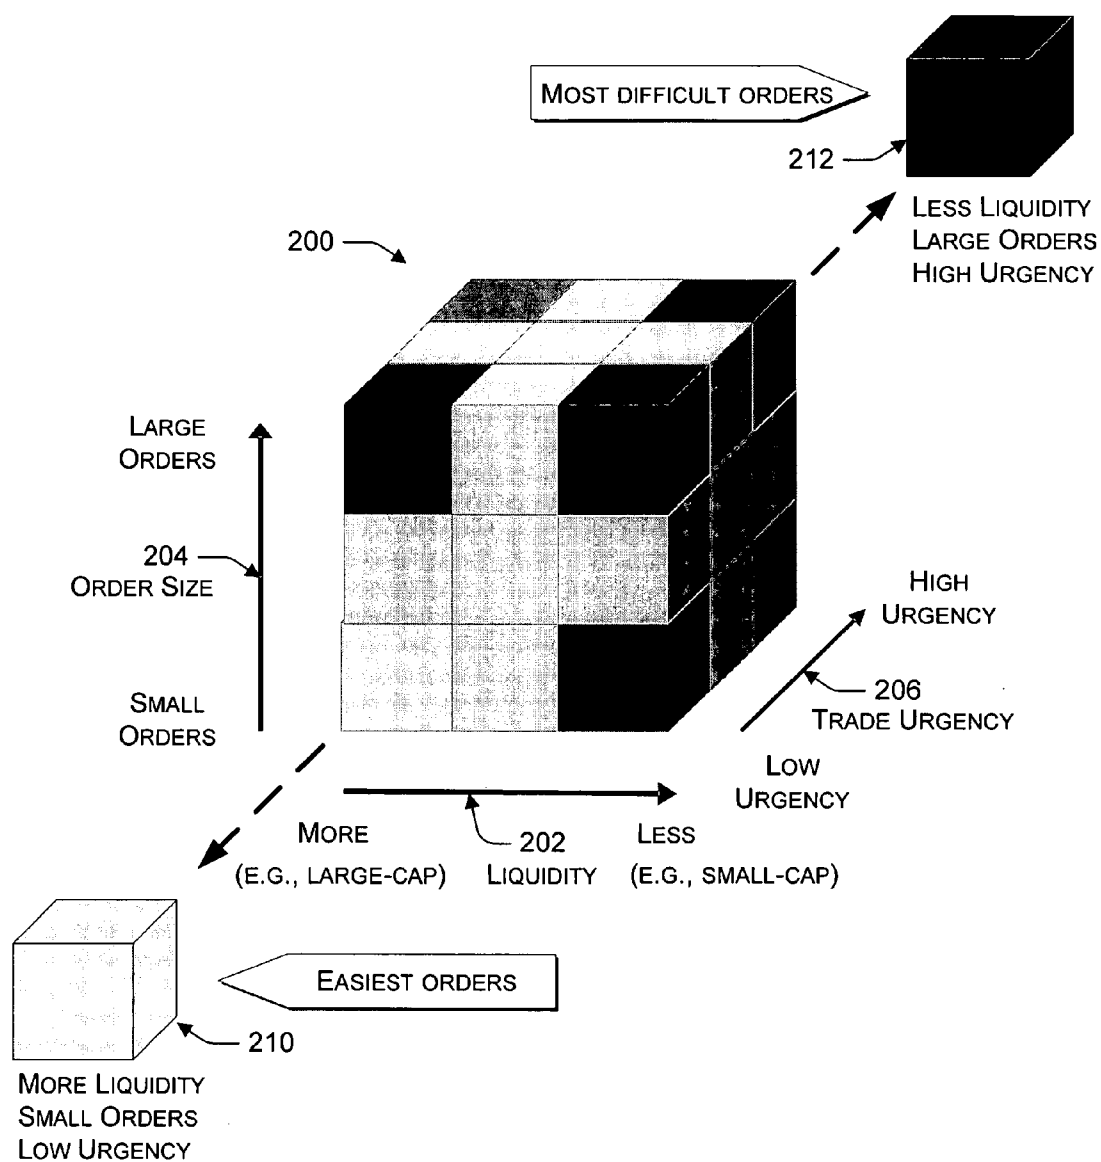 MOST DIFFICULT ORDERS
212
LESS LIQUIDITY
LARGE ORDERS
HIGH URGENCY
200
LARGE
ORDERS
204
ORDER SIZE
SMALL
ORDERS
HIGH
URGENCY
206
TRADE URGENCY
LOW
URGENCY
MORE
(E.G., LARGE-CAP)
202
LIQUIDITY
LESS
(E.G., SMALL-CAP)
EASIEST ORDERS
210
MORE LIQUIDITY
SMALL ORDERS
LOW URGENCY